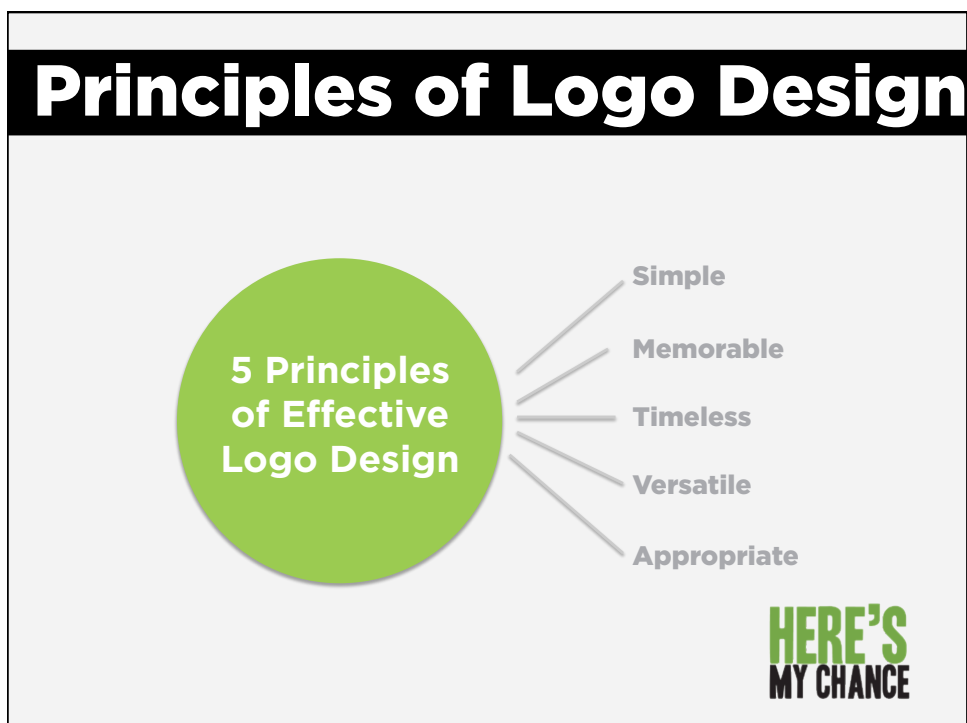 Principles of Logo Design
5 Principles
of Effective
Logo Design
Simple
Memorable
Timeless
Versatile
Appropriate
HERE'S
MY CHANCE